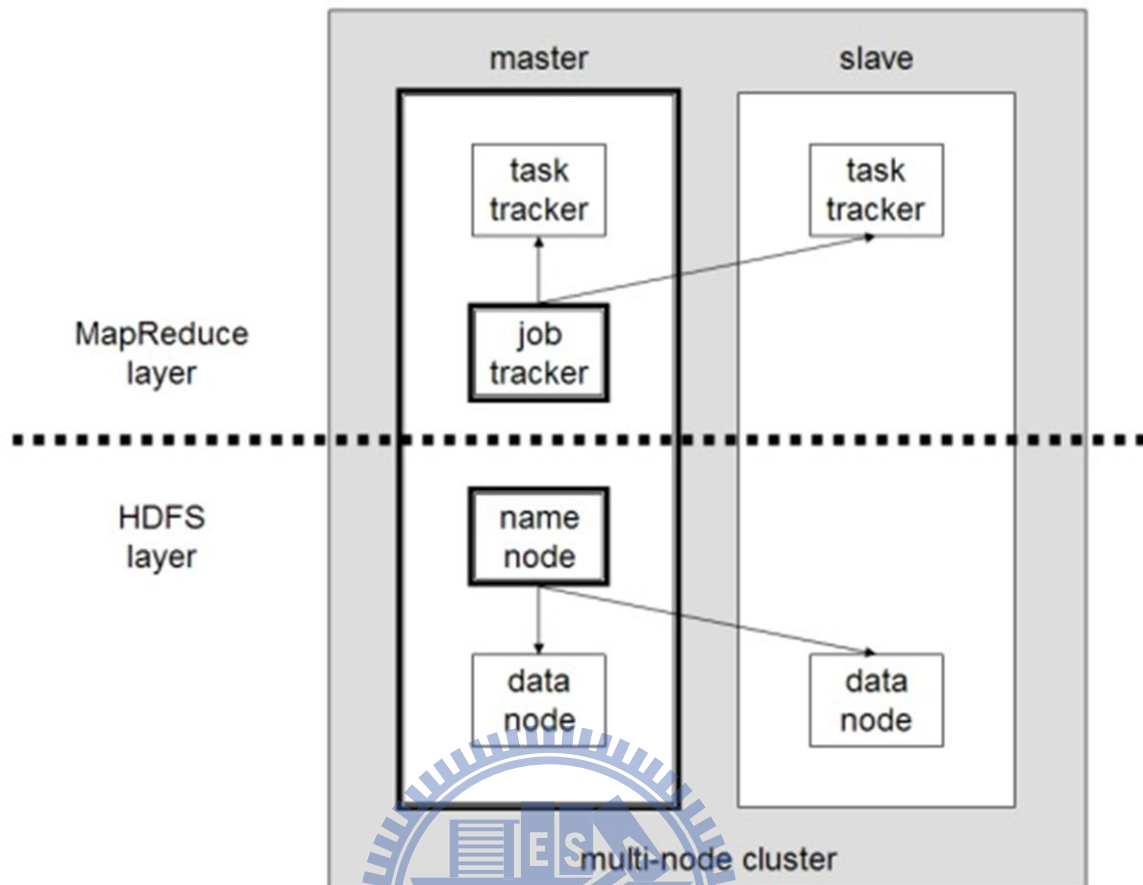 master
slave
task
tracker
task
tracker
job
tracker
MapReduce
layer
HDFS
layer
name
node
data
node
data
node
ES
multi-node cluster